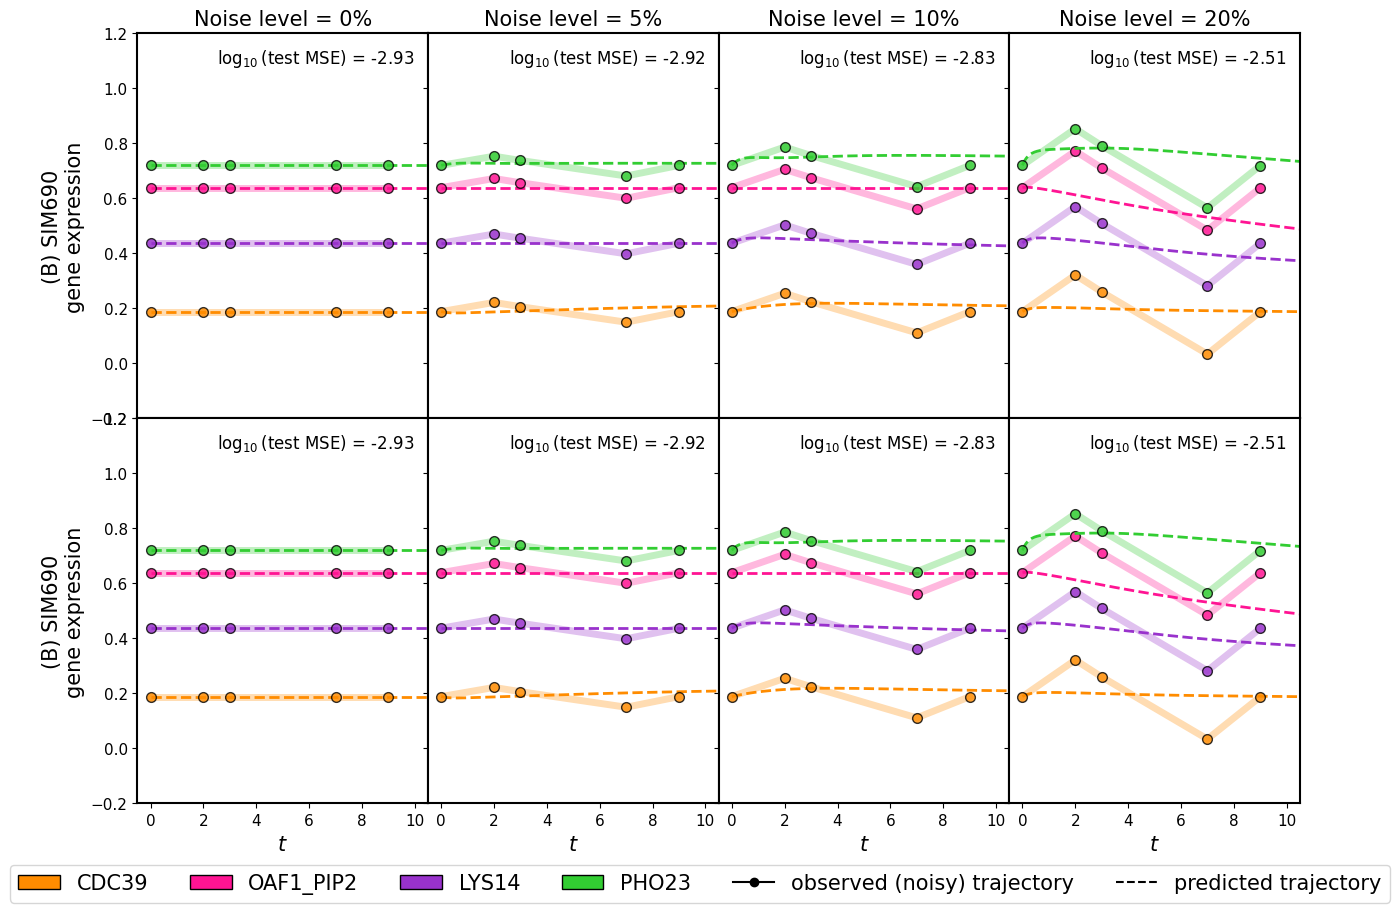 Noise level = 0%
Noise level = 5%
Noise level = 10%
Noise level = 20%
log10 (test MSE) = -2.93
log10 (test MSE) = -2.92
log10 (test MSE) = -2.83
log10 (test MSE) = -2.51
(B) SIM690
gene expression
1.2
1.0
0.8
0.6
0.4
0.2
0.0
log10 (test MSE) = -2.93
log10 (test MSE) = -2.92
log10 (test MSE) = -2.83
log10 (test MSE) = -2.51
(B) SIM690
gene expression
1.0
0.8
0.6
0.4
0.2
0.0
−0.2
0 2 4 6 8 10
0 2 4 6 8 10
0 2 4 6 8 10
0 2 4 6 8 10
t
t
t
t
CDC39 OAF1_PIP2 LYS14 PHO23 observed (noisy) trajectory predicted trajectory